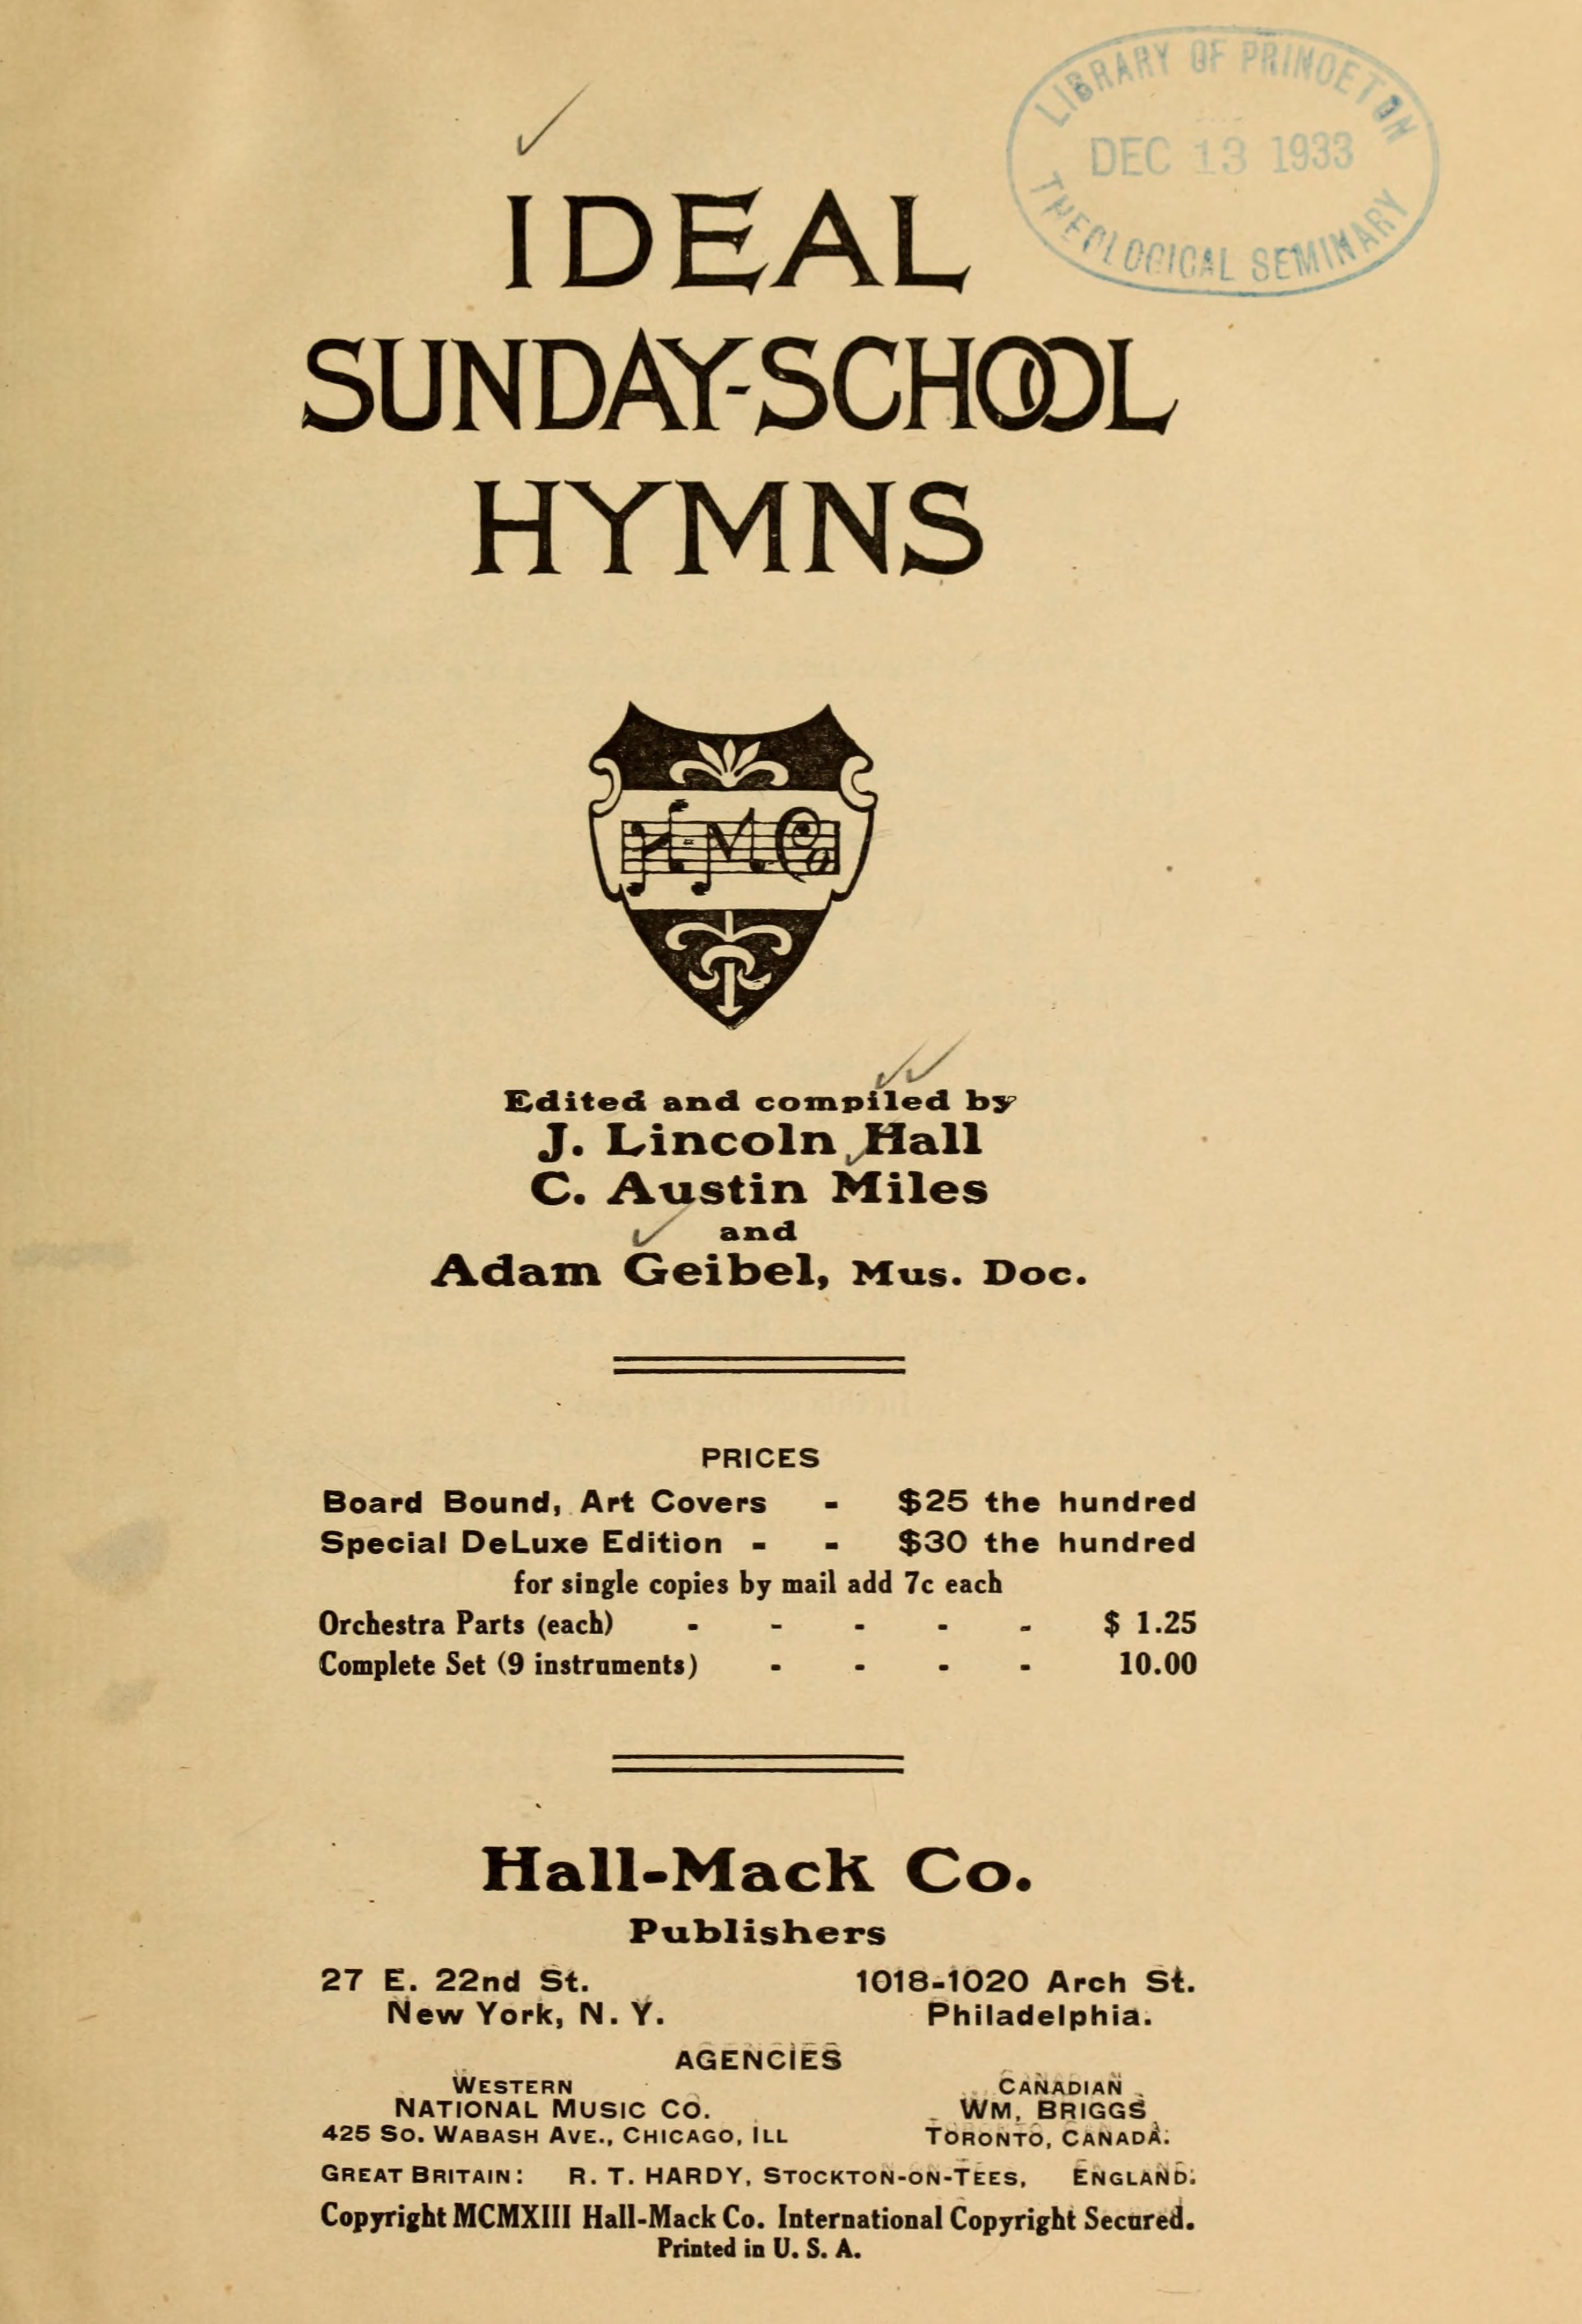 LIBRARY OF PRINCETON
DEC 13 1933
THEOLOGICAL SEMINARY
IDEAL
SUNDAY-SCHOOL
HYMNS
H-M Co
Edited and compiled by
J. Lincoln Hall
C. Austin Miles
and
Adam Geibel, Mus. Doc.
PRICES
Board Bound, Art Covers - $25 the hundred
Special DeLuxe Edition - - $30 the hundred
for single copies by mail add 7c each
Orchestra Parts (each) - - - - - $ 1.25
Complete Set (9 instruments) - - - - 10.00
Hall-Mack Co.
Publishers
27 E. 22nd St. 1018-1020 Arch St.
New York, N. Y. Philadelphia.
AGENCIES
WESTERN CANADIAN
NATIONAL MUSIC CO. WM. BRIGGS
425 SO. WABASH AVE., CHICAGO, ILL TORONTO, CANADA.
GREAT BRITAIN: R. T. HARDY, STOCKTON-ON-TEES, ENGLAND.
Copyright MCMXIII Hall-Mack Co. International Copyright Secured.
Printed in U. S. A.